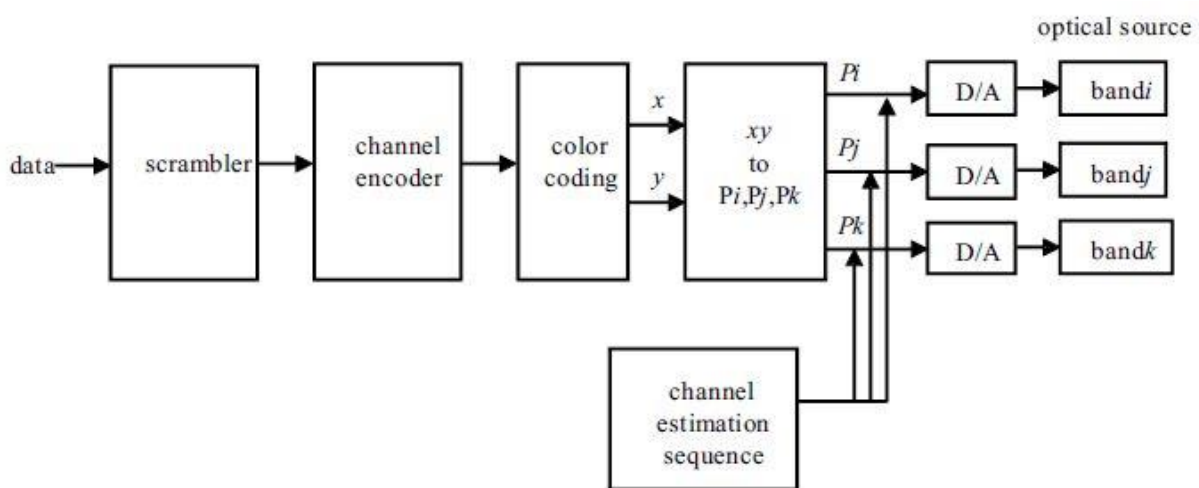 optical source
data
scrambler
channel
encoder
color
coding
x
y
xy
to
Pi,Pj,Pk
Pi
Pj
Pk
D/A
D/A
D/A
bandi
bandj
bandk
channel
estimation
sequence